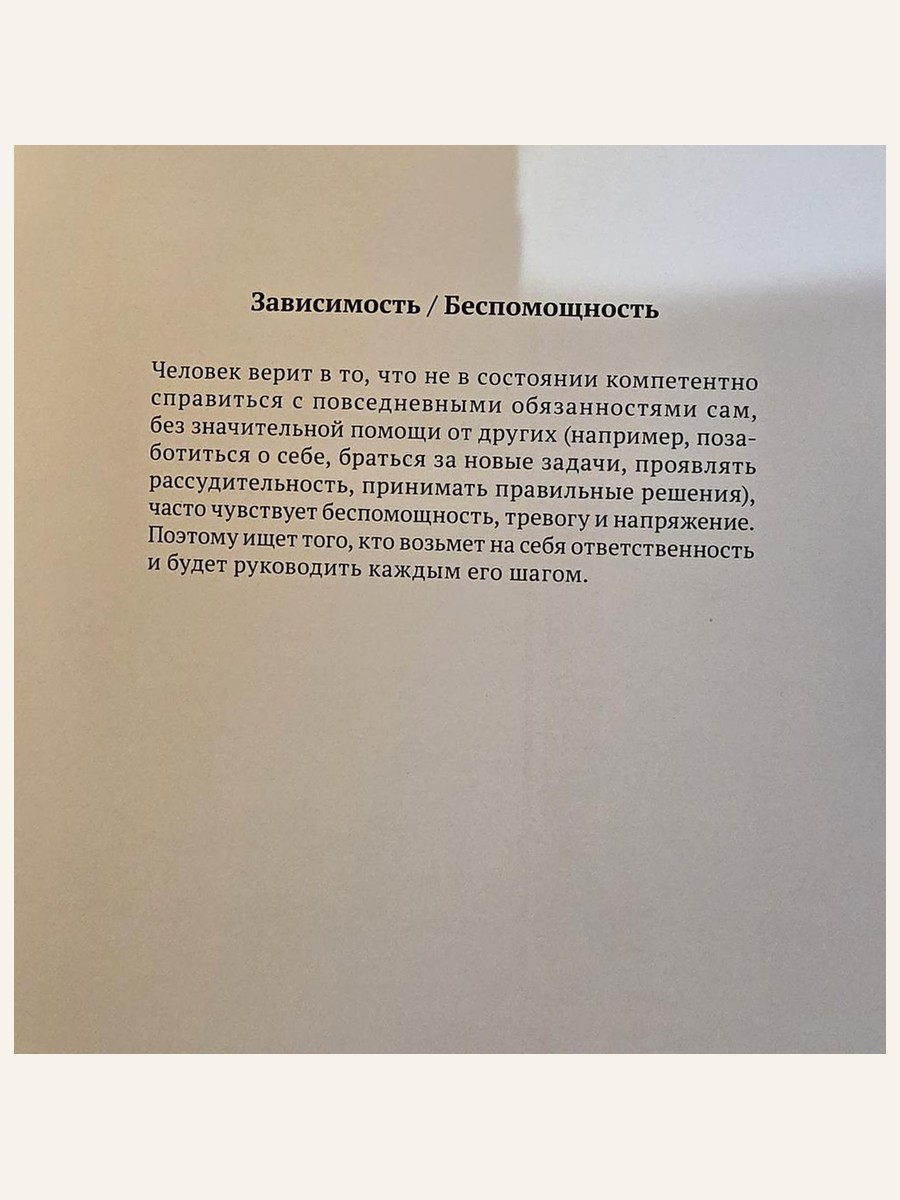 Зависимость / Беспомощность
Человек верит в то, что не в состоянии компетентно
справиться с повседневными обязанностями сам,
без значительной помощи от других (например, поза-
ботиться о себе, браться за новые задачи, проявлять
рассудительность, принимать правильные решения),
часто чувствует беспомощность, тревогу и напряжение.
Поэтому ищет того, кто возьмет на себя ответственность
и будет руководить каждым его шагом.